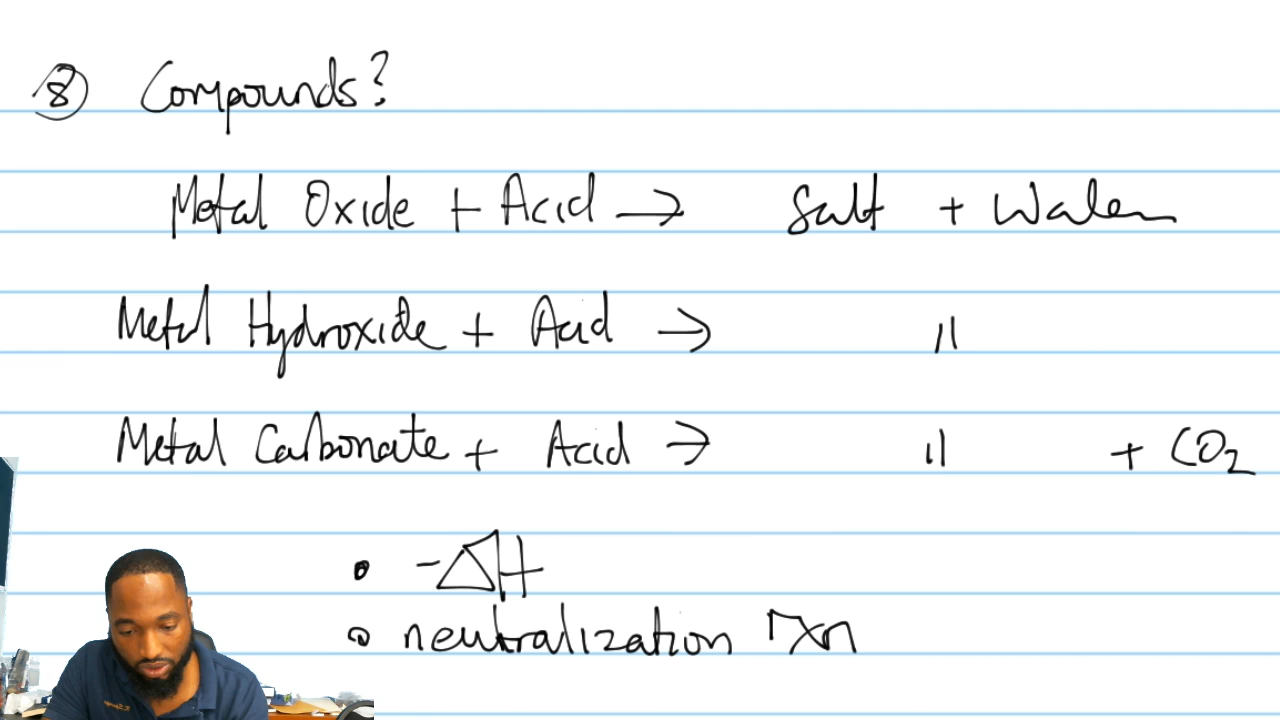 ⑧ Compounds?
Metal Oxide + Acid → Salt + Water
Metal Hydroxide + Acid → 〃
Metal Carbonate + Acid → 〃 + CO₂
• -ΔH
• neutralization rxn